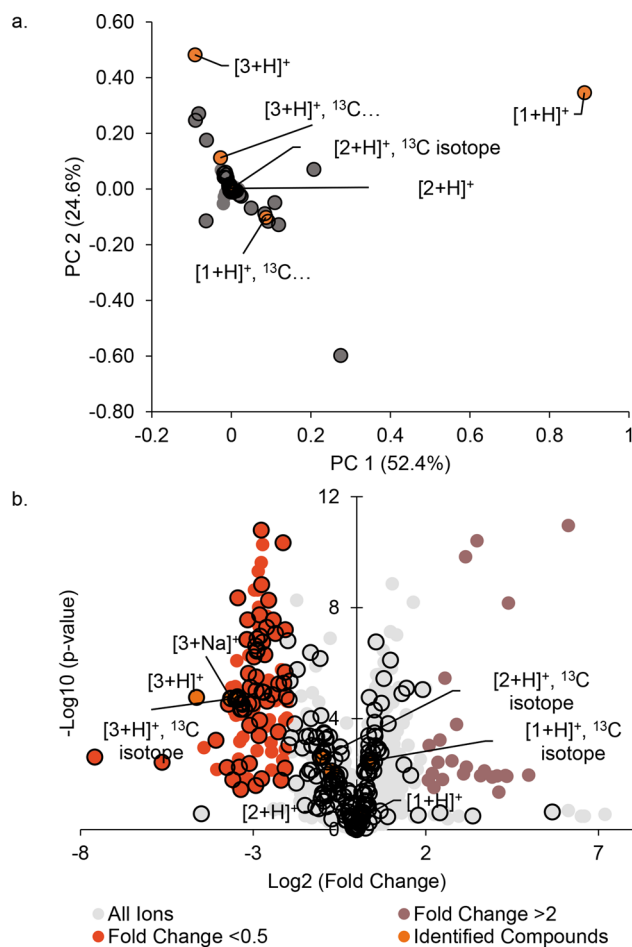 a.
0.60
[3+H]⁺
0.40
[3+H]⁺, ¹³C…
[1+H]⁺
0.20
[2+H]⁺, ¹³C isotope
0.00
[2+H]⁺
-0.20
[1+H]⁺, ¹³C…
PC 2 (24.6%)
-0.40
-0.60
-0.80
-0.2
0
0.2
0.4
0.6
0.8
1
PC 1 (52.4%)
b.
12
8
[3+Na]⁺
[3+H]⁺
[2+H]⁺, ¹³C
isotope
4
[3+H]⁺, ¹³C
isotope
[1+H]⁺, ¹³C
isotope
[2+H]⁺
[1+H]⁺
0
-Log10 (p-value)
-8
-3
2
7
Log2 (Fold Change)
All Ions
Fold Change >2
Fold Change <0.5
Identified Compounds